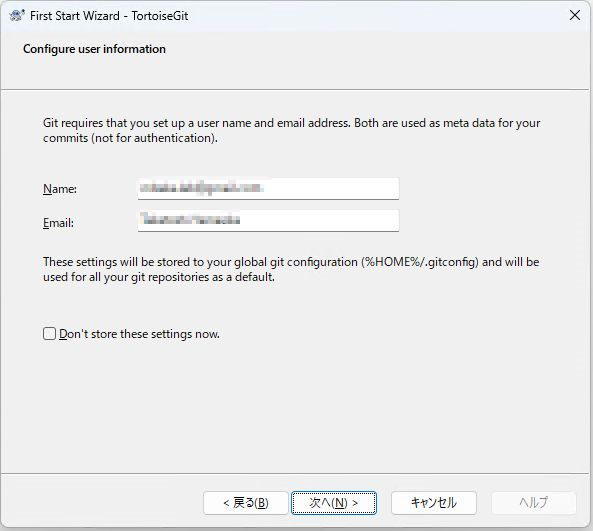 First Start Wizard - TortoiseGit
Configure user information
Git requires that you set up a user name and email address. Both are used as meta data for your
commits (not for authentication).
Name:
Email:
These settings will be stored to your global git configuration (%HOME%/.gitconfig) and will be
used for all your git repositories as a default.
Don't store these settings now.
< 戻る(B)
次へ(N) >
キャンセル
ヘルプ